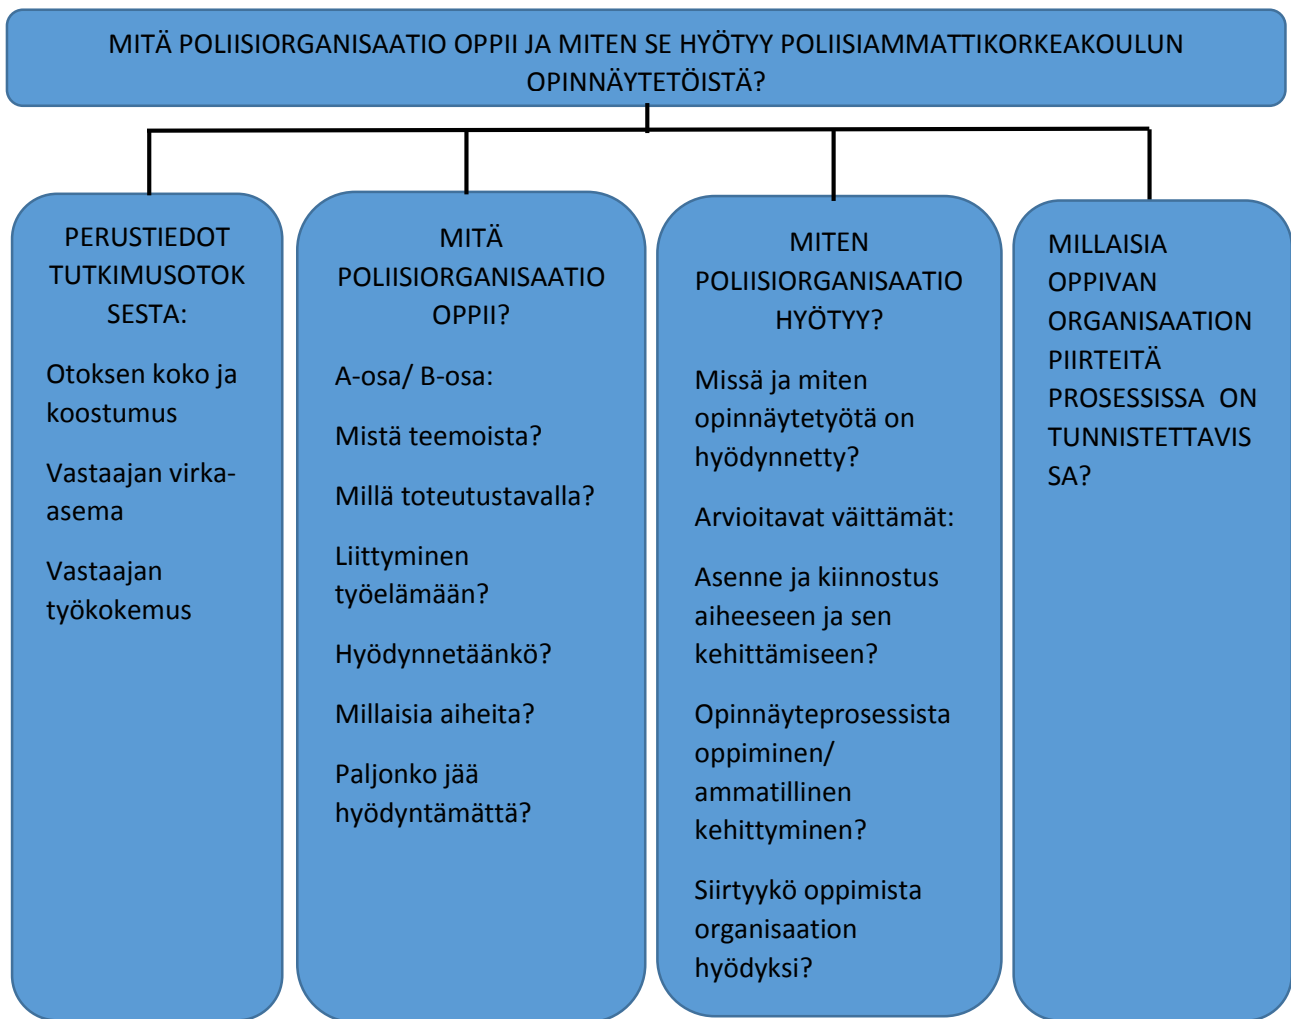 MITÄ POLIISIORGANISAATIO OPPII JA MITEN SE HYÖTYY POLIISIAMMATTIKORKEAKOULUN
OPINNÄYTETÖISTÄ?
PERUSTIEDOT
TUTKIMUSOTOK
SESTA:
Otoksen koko ja
koostumus
Vastaajan virka-
asema
Vastaajan
työkokemus
MITÄ
POLIISIORGANISAATIO
OPPII?
A-osa/ B-osa:
Mistä teemoista?
Millä toteutustavalla?
Liittyminen
työelämään?
Hyödynnetäänkö?
Millaisia aiheita?
Paljonko jää
hyödyntämättä?
MITEN
POLIISIORGANISAATIO
HYÖTYY?
Missä ja miten
opinnäytetyötä on
hyödynnetty?
Arvioitavat väittämät:
Asenne ja kiinnostus
aiheeseen ja sen
kehittämiseen?
Opinnäyteprosessista
oppiminen/
ammatillinen
kehittyminen?
Siirtyykö oppimista
organisaation
hyödyksi?
MILLAISIA
OPPIVAN
ORGANISAATION
PIIRTEITÄ
PROSESSISSA ON
TUNNISTETTAVIS
SA?